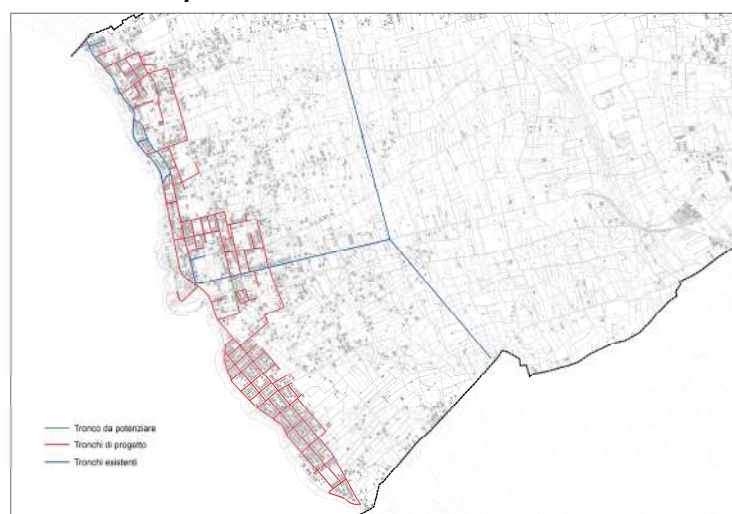 Tronco da potenziare
Tronchi di progetto
Tronchi esistenti